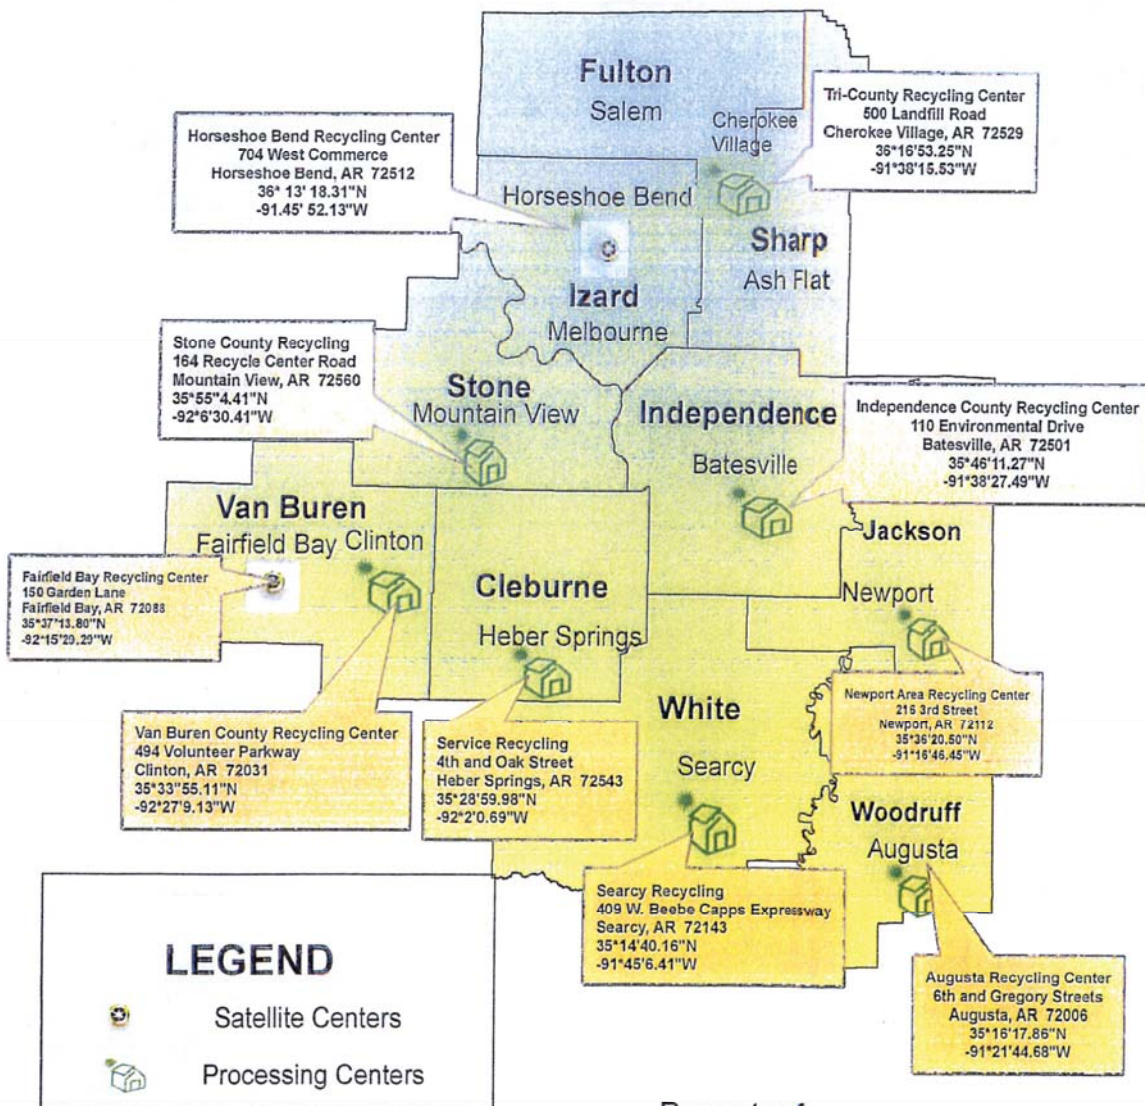 Fulton
Salem
Cherokee
Village
Tri-County Recycling Center
500 Landfill Road
Cherokee Village, AR 72529
36*16'53.25"N
-91*38'15.53"W
Horseshoe Bend Recycling Center
704 West Commerce
Horseshoe Bend, AR 72512
36* 13' 18.31"N
-91.45' 52.13"W
Horseshoe Bend
Sharp
Ash Flat
Izard
Melbourne
Stone County Recycling
164 Recycle Center Road
Mountain View, AR 72560
35*55"4.41"N
-92*6'30.41"W
Stone
Mountain View
Independence
Batesville
Independence County Recycling Center
110 Environmental Drive
Batesville, AR 72501
35*46'11.27"N
-91*38'27.49"W
Van Buren
Fairfield Bay Clinton
Jackson
Newport
Fairfield Bay Recycling Center
150 Garden Lane
Fairfield Bay, AR 72088
35*37'13.80"N
-92*15'29.29"W
Cleburne
Heber Springs
Newport Area Recycling Center
216 3rd Street
Newport, AR 72112
35*36'20.50"N
-91*16'46.45"W
White
Searcy
Van Buren County Recycling Center
494 Volunteer Parkway
Clinton, AR 72031
35*33"55.11"N
-92*27'9.13"W
Service Recycling
4th and Oak Street
Heber Springs, AR 72543
35*28'59.98"N
-92*2'0.69"W
Woodruff
Augusta
Searcy Recycling
409 W. Beebe Capps Expressway
Searcy, AR 72143
35*14'40.16"N
-91*45'6.41"W
Augusta Recycling Center
6th and Gregory Streets
Augusta, AR 72006
35*16'17.86"N
-91*21'44.68"W
LEGEND
Satellite Centers
Processing Centers